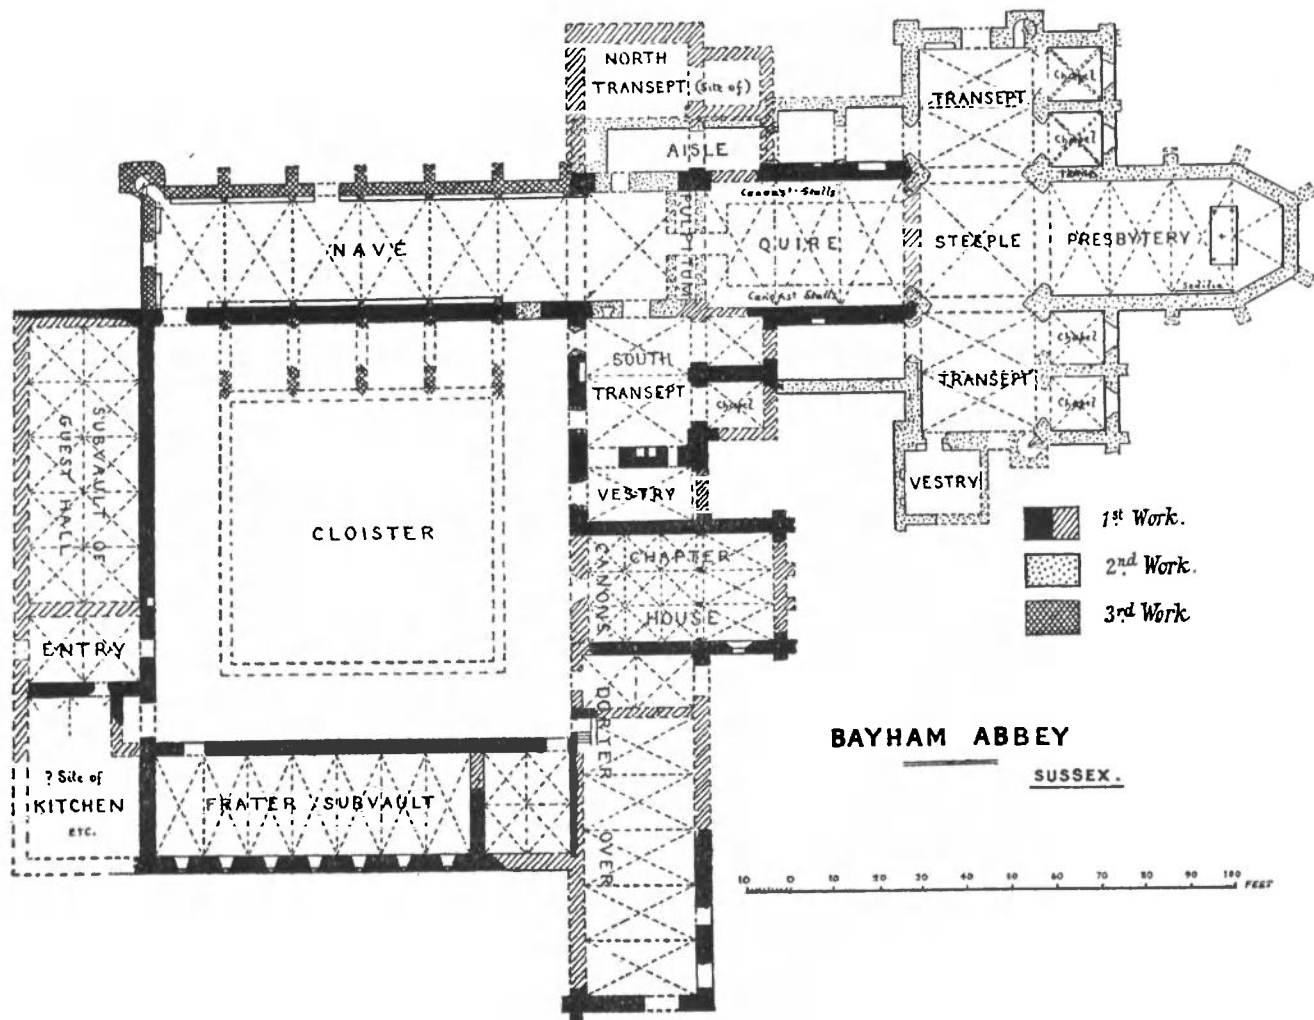 NORTH
TRANSEPT (Site of)
AISLE
TRANSEPT
Chapel
Chapel
Canons' Stalls
NAVE
PULPITUM
QUIRE
STEEPLE
PRESBYTERY
Canons' Stalls
Sedilia
SOUTH
TRANSEPT
Chapel
TRANSEPT
Chapel
Chapel
VESTRY
VESTRY
SUBVAULT OF
GUEST HALL
CLOISTER
CHAPTER
HOUSE
CANONS
DORTER
OVER
ENTRY
? Site of
KITCHEN
ETC.
FRATER SUBVAULT
1st Work.
2nd Work.
3rd Work
BAYHAM ABBEY
SUSSEX.
10 0 10 20 30 40 50 60 70 80 90 100 FEET